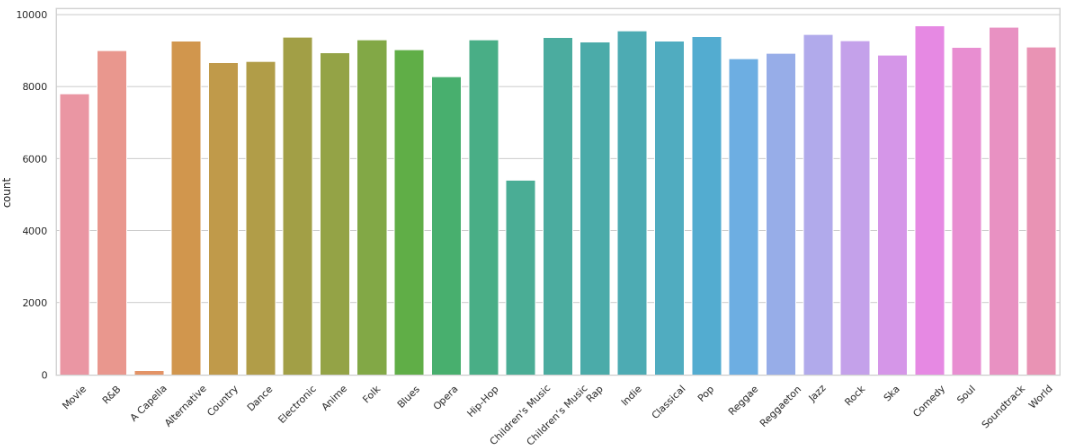 10000
8000
6000
4000
2000
0
count
Movie
R&B
A Capella
Alternative
Country
Dance
Electronic
Anime
Folk
Blues
Opera
Hip-Hop
Children's Music
Children's Music
Rap
Indie
Classical
Pop
Reggae
Reggaeton
Jazz
Rock
Ska
Comedy
Soul
Soundtrack
World